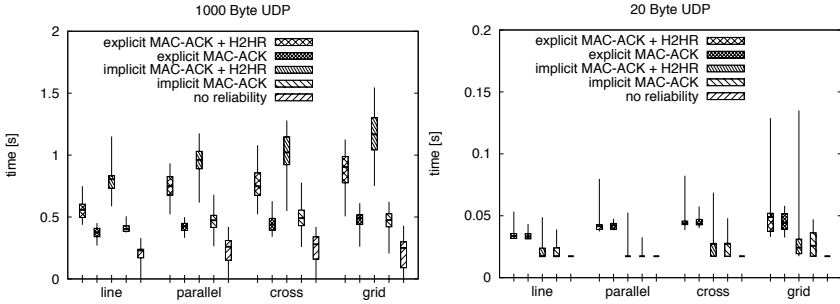 1000 Byte UDP
time [s]
2
1.5
1
0.5
0
explicit MAC-ACK + H2HR
explicit MAC-ACK
implicit MAC-ACK + H2HR
implicit MAC-ACK
no reliability
line
parallel
cross
grid
20 Byte UDP
time [s]
0.2
0.15
0.1
0.05
0
explicit MAC-ACK + H2HR
explicit MAC-ACK
implicit MAC-ACK + H2HR
implicit MAC-ACK
no reliability
line
parallel
cross
grid